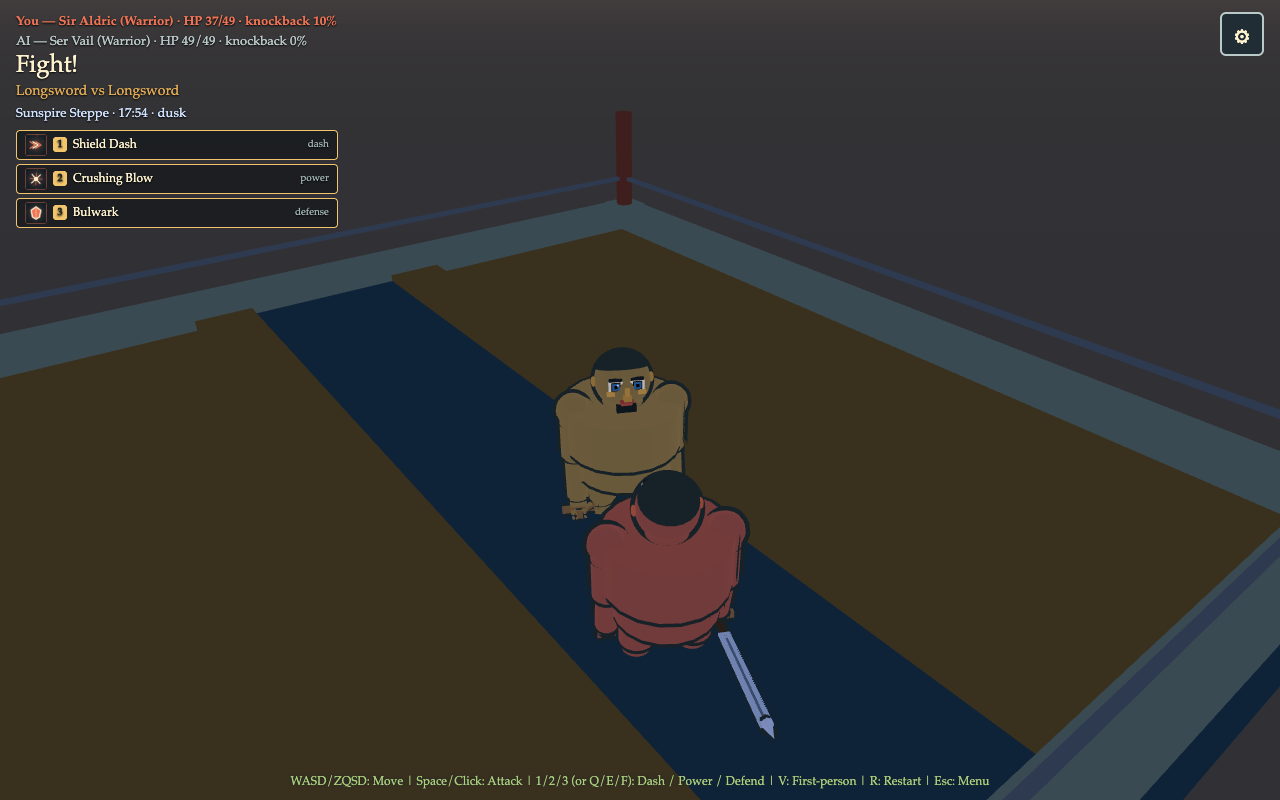 You — Sir Aldric (Warrior) · HP 37/49 · knockback 10%
AI — Ser Vail (Warrior) · HP 49/49 · knockback 0%
Fight!
Longsword vs Longsword
Sunspire Steppe · 17:54 · dusk
1 Shield Dash dash
2 Crushing Blow power
3 Bulwark defense
WASD/ZQSD: Move | Space/Click: Attack | 1/2/3 (or Q/E/F): Dash / Power / Defend | V: First-person | R: Restart | Esc: Menu